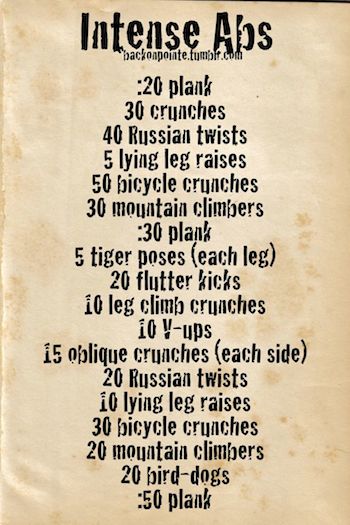 Intense Abs
backonpointe.tumblr.com
:20 plank
30 crunches
40 Russian twists
5 lying leg raises
50 bicycle crunches
30 mountain climbers
:30 plank
5 tiger poses (each leg)
20 flutter kicks
10 leg climb crunches
10 V-ups
15 oblique crunches (each side)
20 Russian twists
10 lying leg raises
30 bicycle crunches
20 mountain climbers
20 bird-dogs
:50 plank